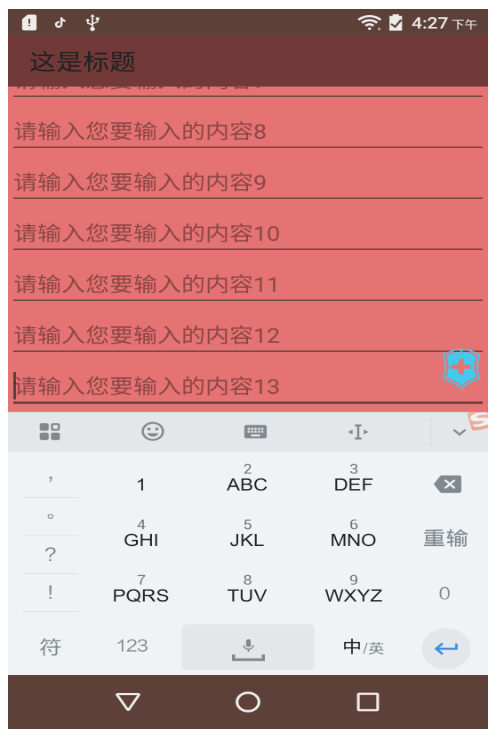 4:27 下午
这是标题
请输入您要输入的内容8
请输入您要输入的内容9
请输入您要输入的内容10
请输入您要输入的内容11
请输入您要输入的内容12
请输入您要输入的内容13
， 1 2 ABC 3 DEF
。 4 GHI 5 JKL 6 MNO 重输
?
! 7 PQRS 8 TUV 9 WXYZ 0
符 123 中/英